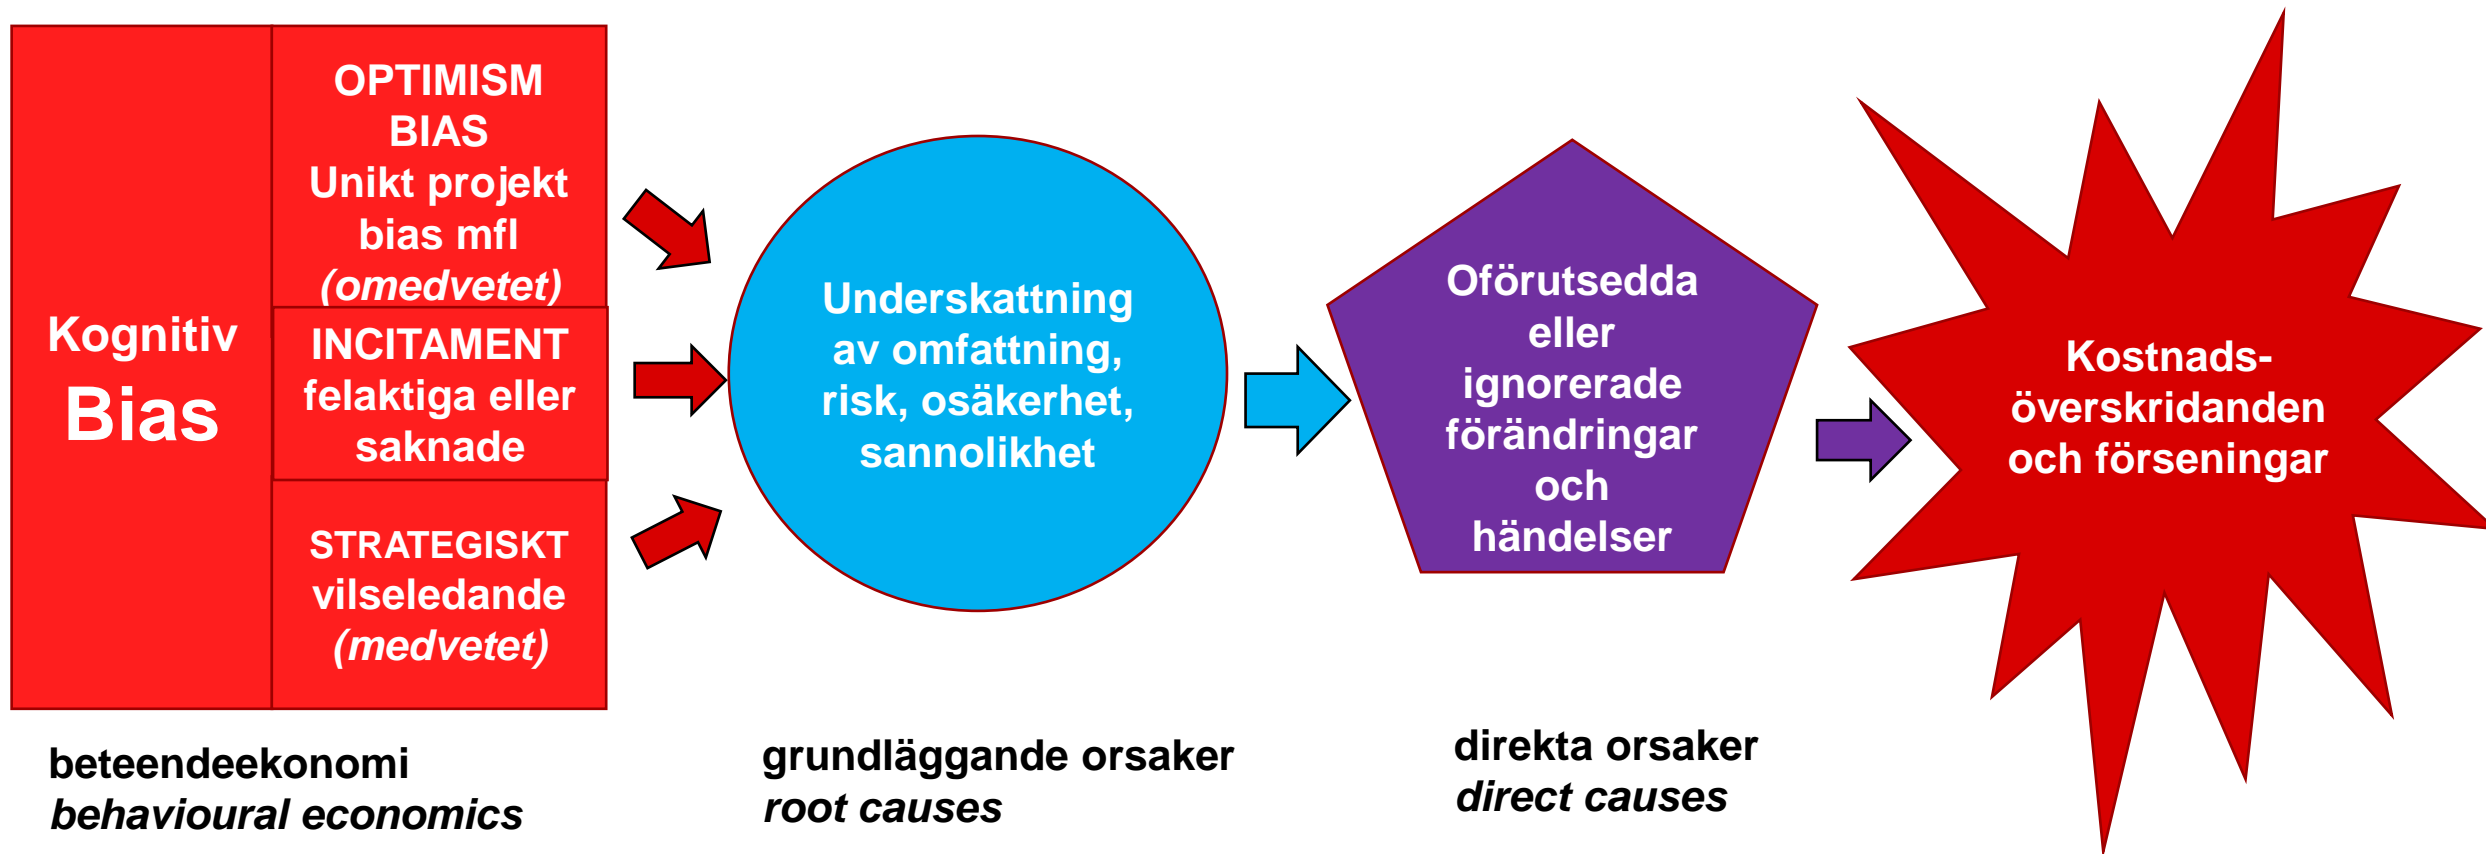 Kognitiv
Bias
OPTIMISM
BIAS
Unikt projekt
bias mfl
(omedvetet)
INCITAMENT
felaktiga eller
saknade
STRATEGISKT
vilseledande
(medvetet)
Underskattning
av omfattning,
risk, osäkerhet,
sannolikhet
Oförutsedda
eller
ignorerade
förändringar
och
händelser
Kostnads-
överskridanden
och förseningar
beteendeekonomi
behavioural economics
grundläggande orsaker
root causes
direkta orsaker
direct causes